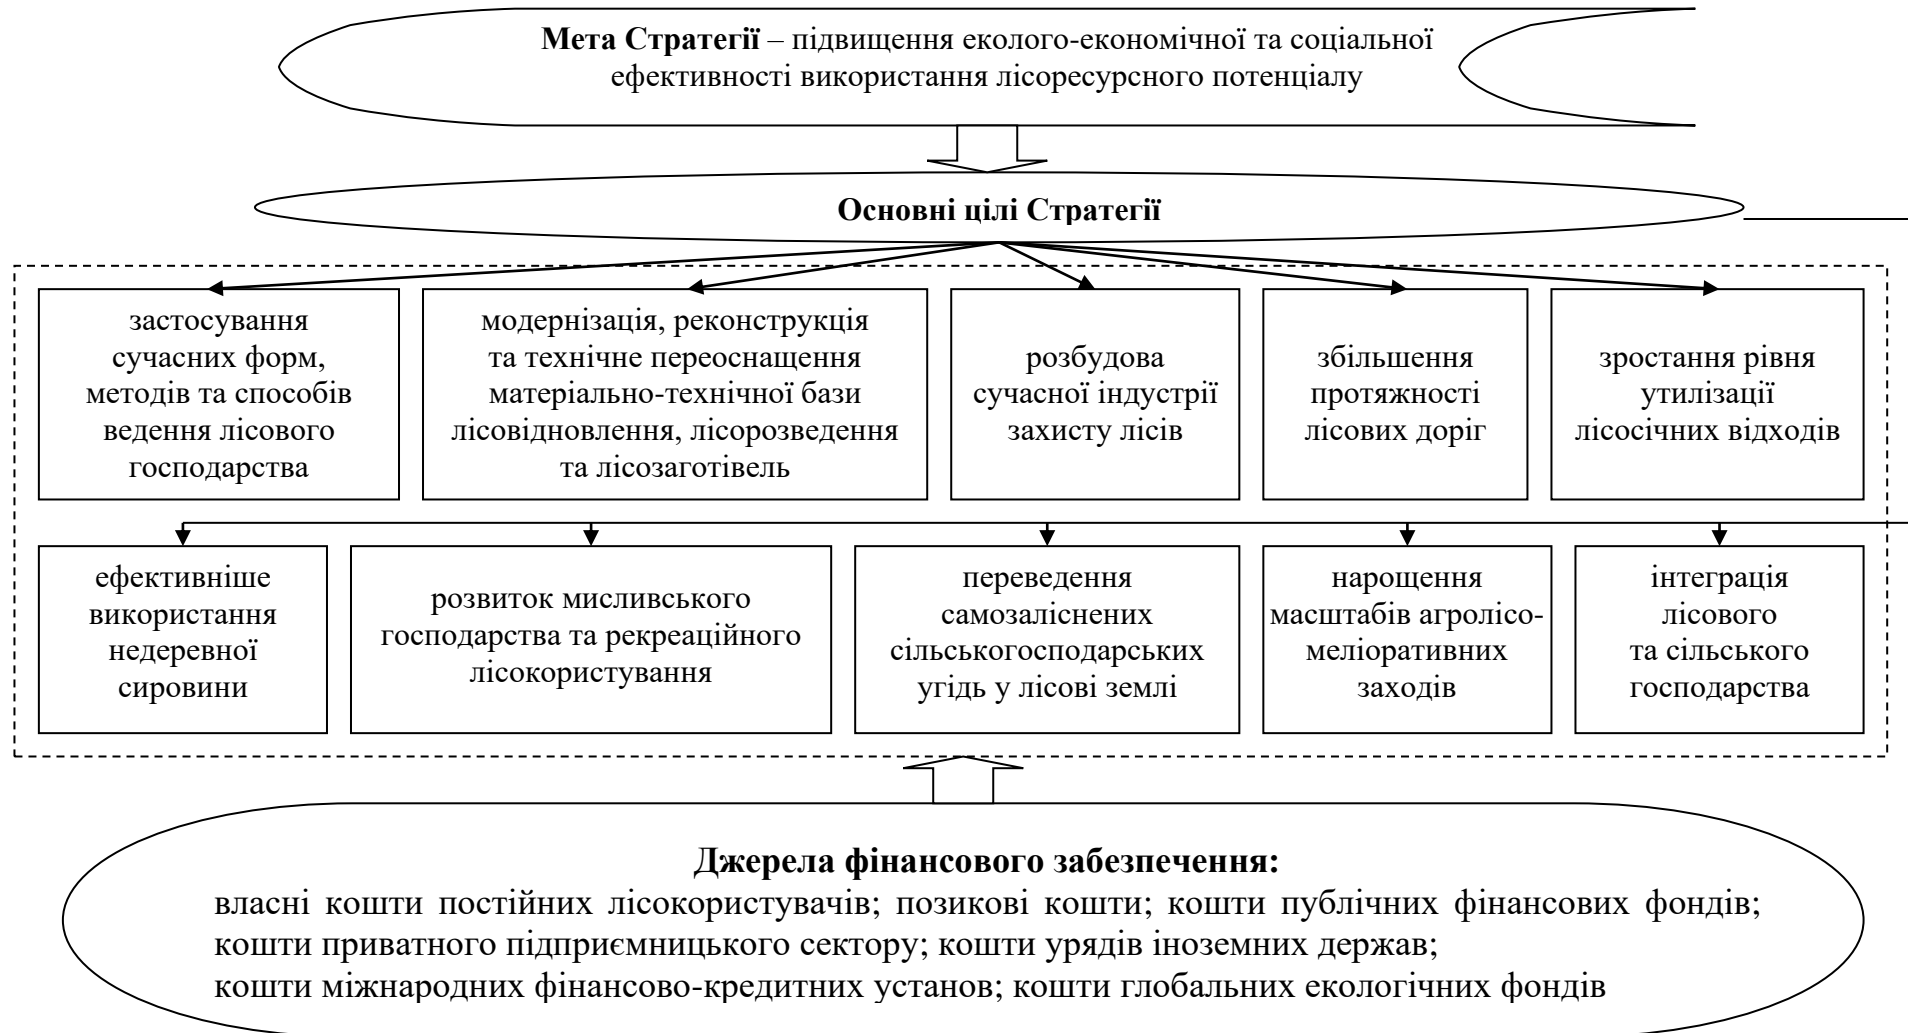 Мета Стратегії – підвищення еколого-економічної та соціальної
ефективності використання лісоресурсного потенціалу
Основні цілі Стратегії
застосування
сучасних форм,
методів та способів
ведення лісового
господарства
модернізація, реконструкція
та технічне переоснащення
матеріально-технічної бази
лісовідновлення, лісорозведення
та лісозаготівель
розбудова
сучасної індустрії
захисту лісів
збільшення
протяжності
лісових доріг
зростання рівня
утилізації
лісосічних відходів
ефективніше
використання
недеревної
сировини
розвиток мисливського
господарства та рекреаційного
лісокористування
переведення
самозаліснених
сільськогосподарських
угідь у лісові землі
нарощення
масштабів агролісо-
меліоративних
заходів
інтеграція
лісового
та сільського
господарства
Джерела фінансового забезпечення:
власні кошти постійних лісокористувачів; позикові кошти; кошти публічних фінансових фондів;
кошти приватного підприємницького сектору; кошти урядів іноземних держав;
кошти міжнародних фінансово-кредитних установ; кошти глобальних екологічних фондів